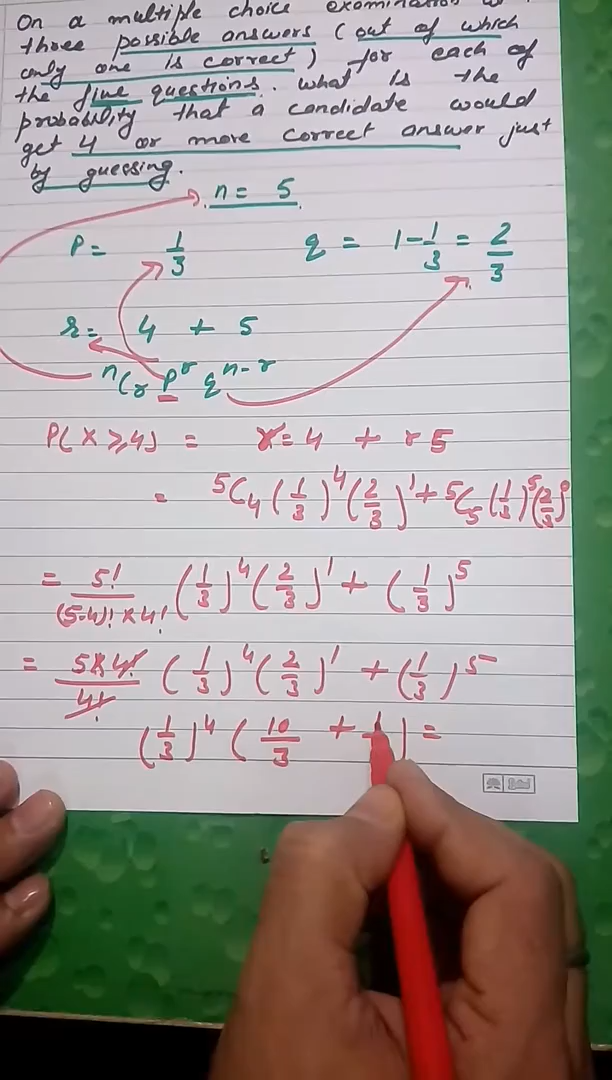 On a multiple choice examination
three possible answers (out of which
only one is correct) for each of
the five questions. what is the
probability that a candidate would
get 4 or more correct answer just
by guessing.
n = 5
P = 1/3 q = 1-1/3 = 2/3
r = 4 + 5
nCr P^r q^n-r
P(X≥4) = X=4 + r5
= 5C4 (1/3)^4 (2/3)^1 + 5C5 (1/3)^5 (2/3)^0
= 5!/(5-4)! × 4! (1/3)^4 (2/3)^1 + (1/3)^5
= 5×4!/4! (1/3)^4 (2/3)^1 + (1/3)^5
(1/3)^4 (10/3 + 1 ) =